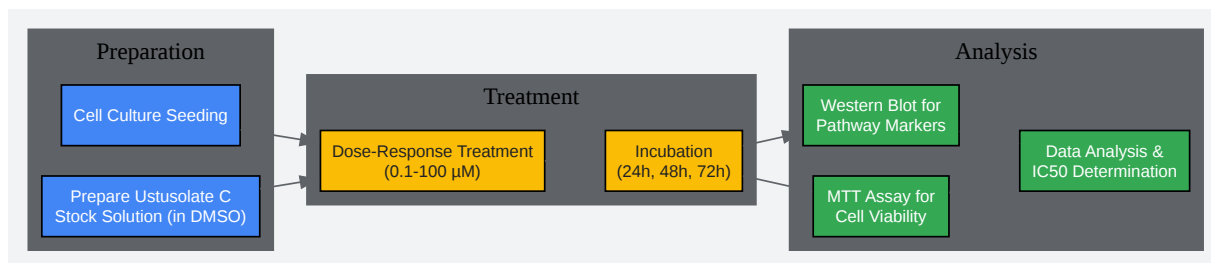 Preparation
Cell Culture Seeding
Prepare Ustusolate C
Stock Solution (in DMSO)
Treatment
Dose-Response Treatment
(0.1-100 µM)
Incubation
(24h, 48h, 72h)
Analysis
Western Blot for
Pathway Markers
MTT Assay for
Cell Viability
Data Analysis &
IC50 Determination